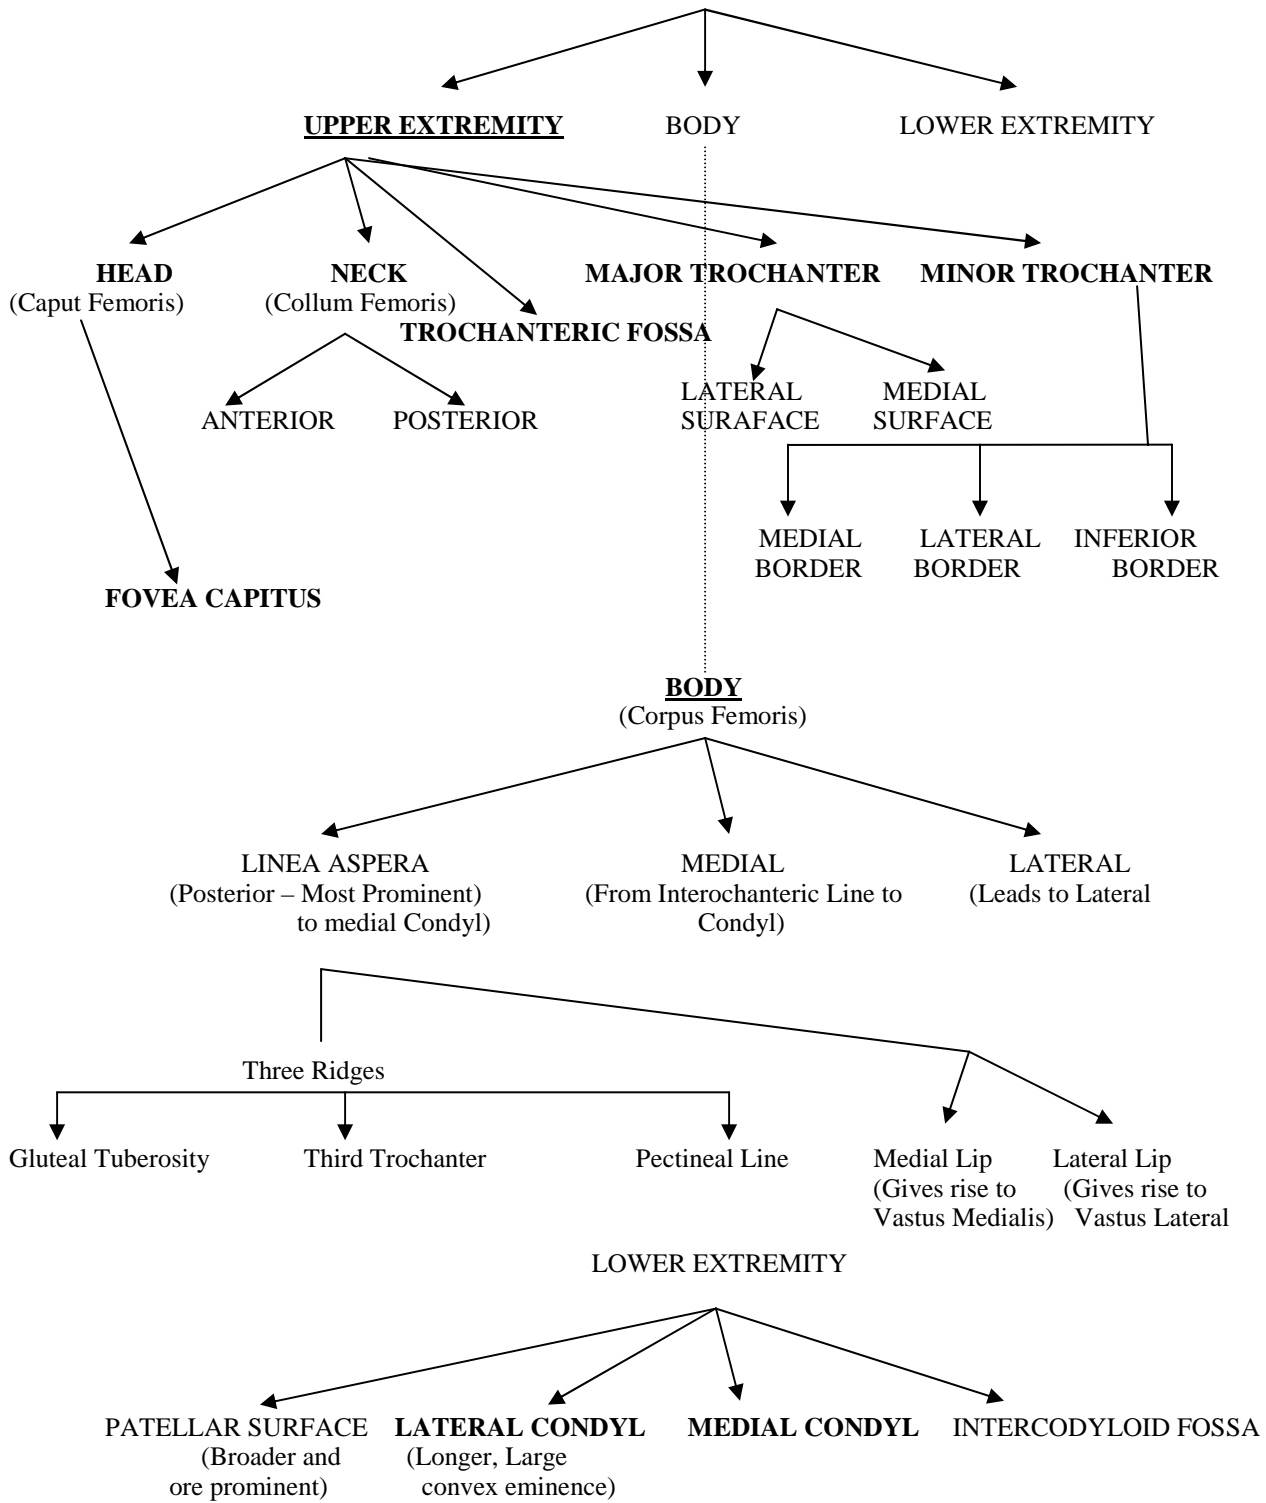 UPPER EXTREMITY BODY LOWER EXTREMITY
HEAD NECK MAJOR TROCHANTER MINOR TROCHANTER
(Caput Femoris) (Collum Femoris)
TROCHANTERIC FOSSA
LATERAL MEDIAL
ANTERIOR POSTERIOR SURAFACE SURFACE
MEDIAL LATERAL INFERIOR
BORDER BORDER BORDER
FOVEA CAPITUS
BODY
(Corpus Femoris)
LINEA ASPERA MEDIAL LATERAL
(Posterior – Most Prominent) (From Interochanteric Line to (Leads to Lateral
to medial Condyl) Condyl)
Three Ridges
Gluteal Tuberosity Third Trochanter Pectineal Line Medial Lip Lateral Lip
(Gives rise to (Gives rise to
Vastus Medialis) Vastus Lateral
LOWER EXTREMITY
PATELLAR SURFACE LATERAL CONDYL MEDIAL CONDYL INTERCODYLOID FOSSA
(Broader and (Longer, Large
ore prominent) convex eminence)